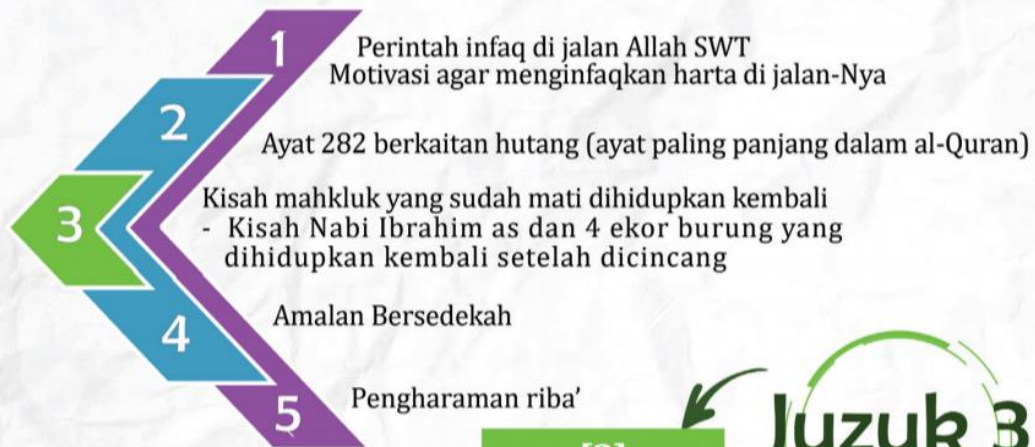 1
Perintah infaq di jalan Allah SWT
Motivasi agar menginfaqkan harta di jalan-Nya
2
Ayat 282 berkaitan hutang (ayat paling panjang dalam al-Quran)
3
Kisah mahkluk yang sudah mati dihidupkan kembali
- Kisah Nabi Ibrahim as dan 4 ekor burung yang
dihidupkan kembali setelah dicincang
4
Amalan Bersedekah
5
Pengharaman riba’
Juzuk 3